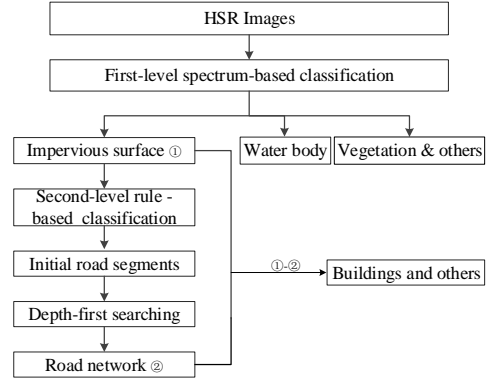 HSR Images
First-level spectrum-based classification
Impervious surface ①
Water body
Vegetation & others
Second-level rule -
based classification
Initial road segments
①-②
Buildings and others
Depth-first searching
Road network ②